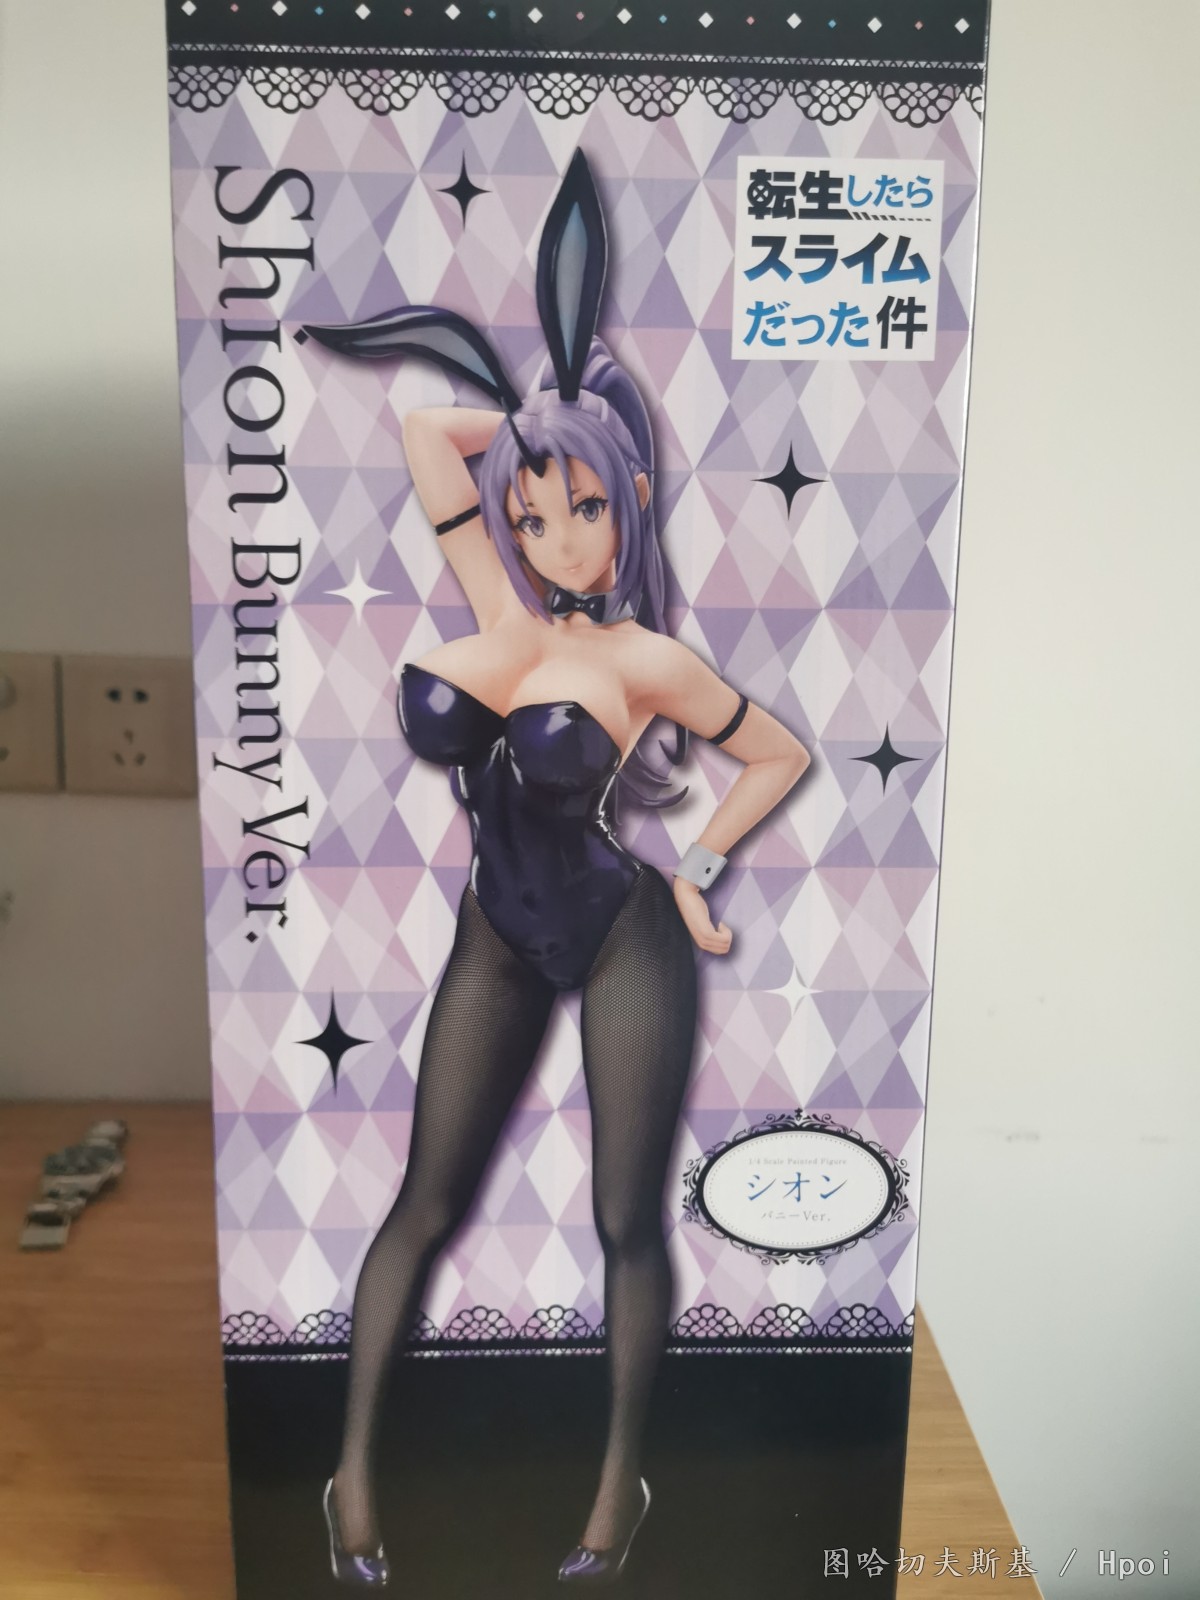 転生したら
スライム
だった件
Shion Bunny Ver.
1/4 Scale Painted Figure
シオン
バニーVer.
图哈切夫斯基 / Hpoi